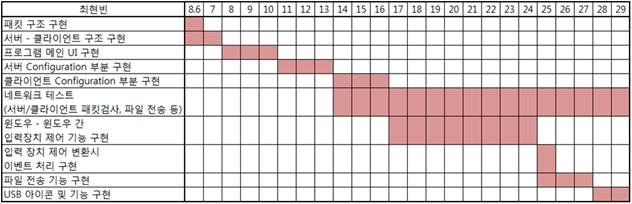 최현빈 8.6 7 8 9 10 11 12 13 14 15 16 17 18 19 20 21 22 23 24 25 26 27 28 29
패킷 구조 구현
서버 - 클라이언트 구조 구현
프로그램 메인 UI 구현
서버 Configuration 부분 구현
클라이언트 Configuration 부분 구현
네트워크 테스트
(서버/클라이언트 패킷검사, 파일 전송 등)
윈도우 - 윈도우 간
입력장치 제어 기능 구현
입력 장치 제어 변환시
이벤트 처리 구현
파일 전송 기능 구현
USB 아이콘 및 기능 구현